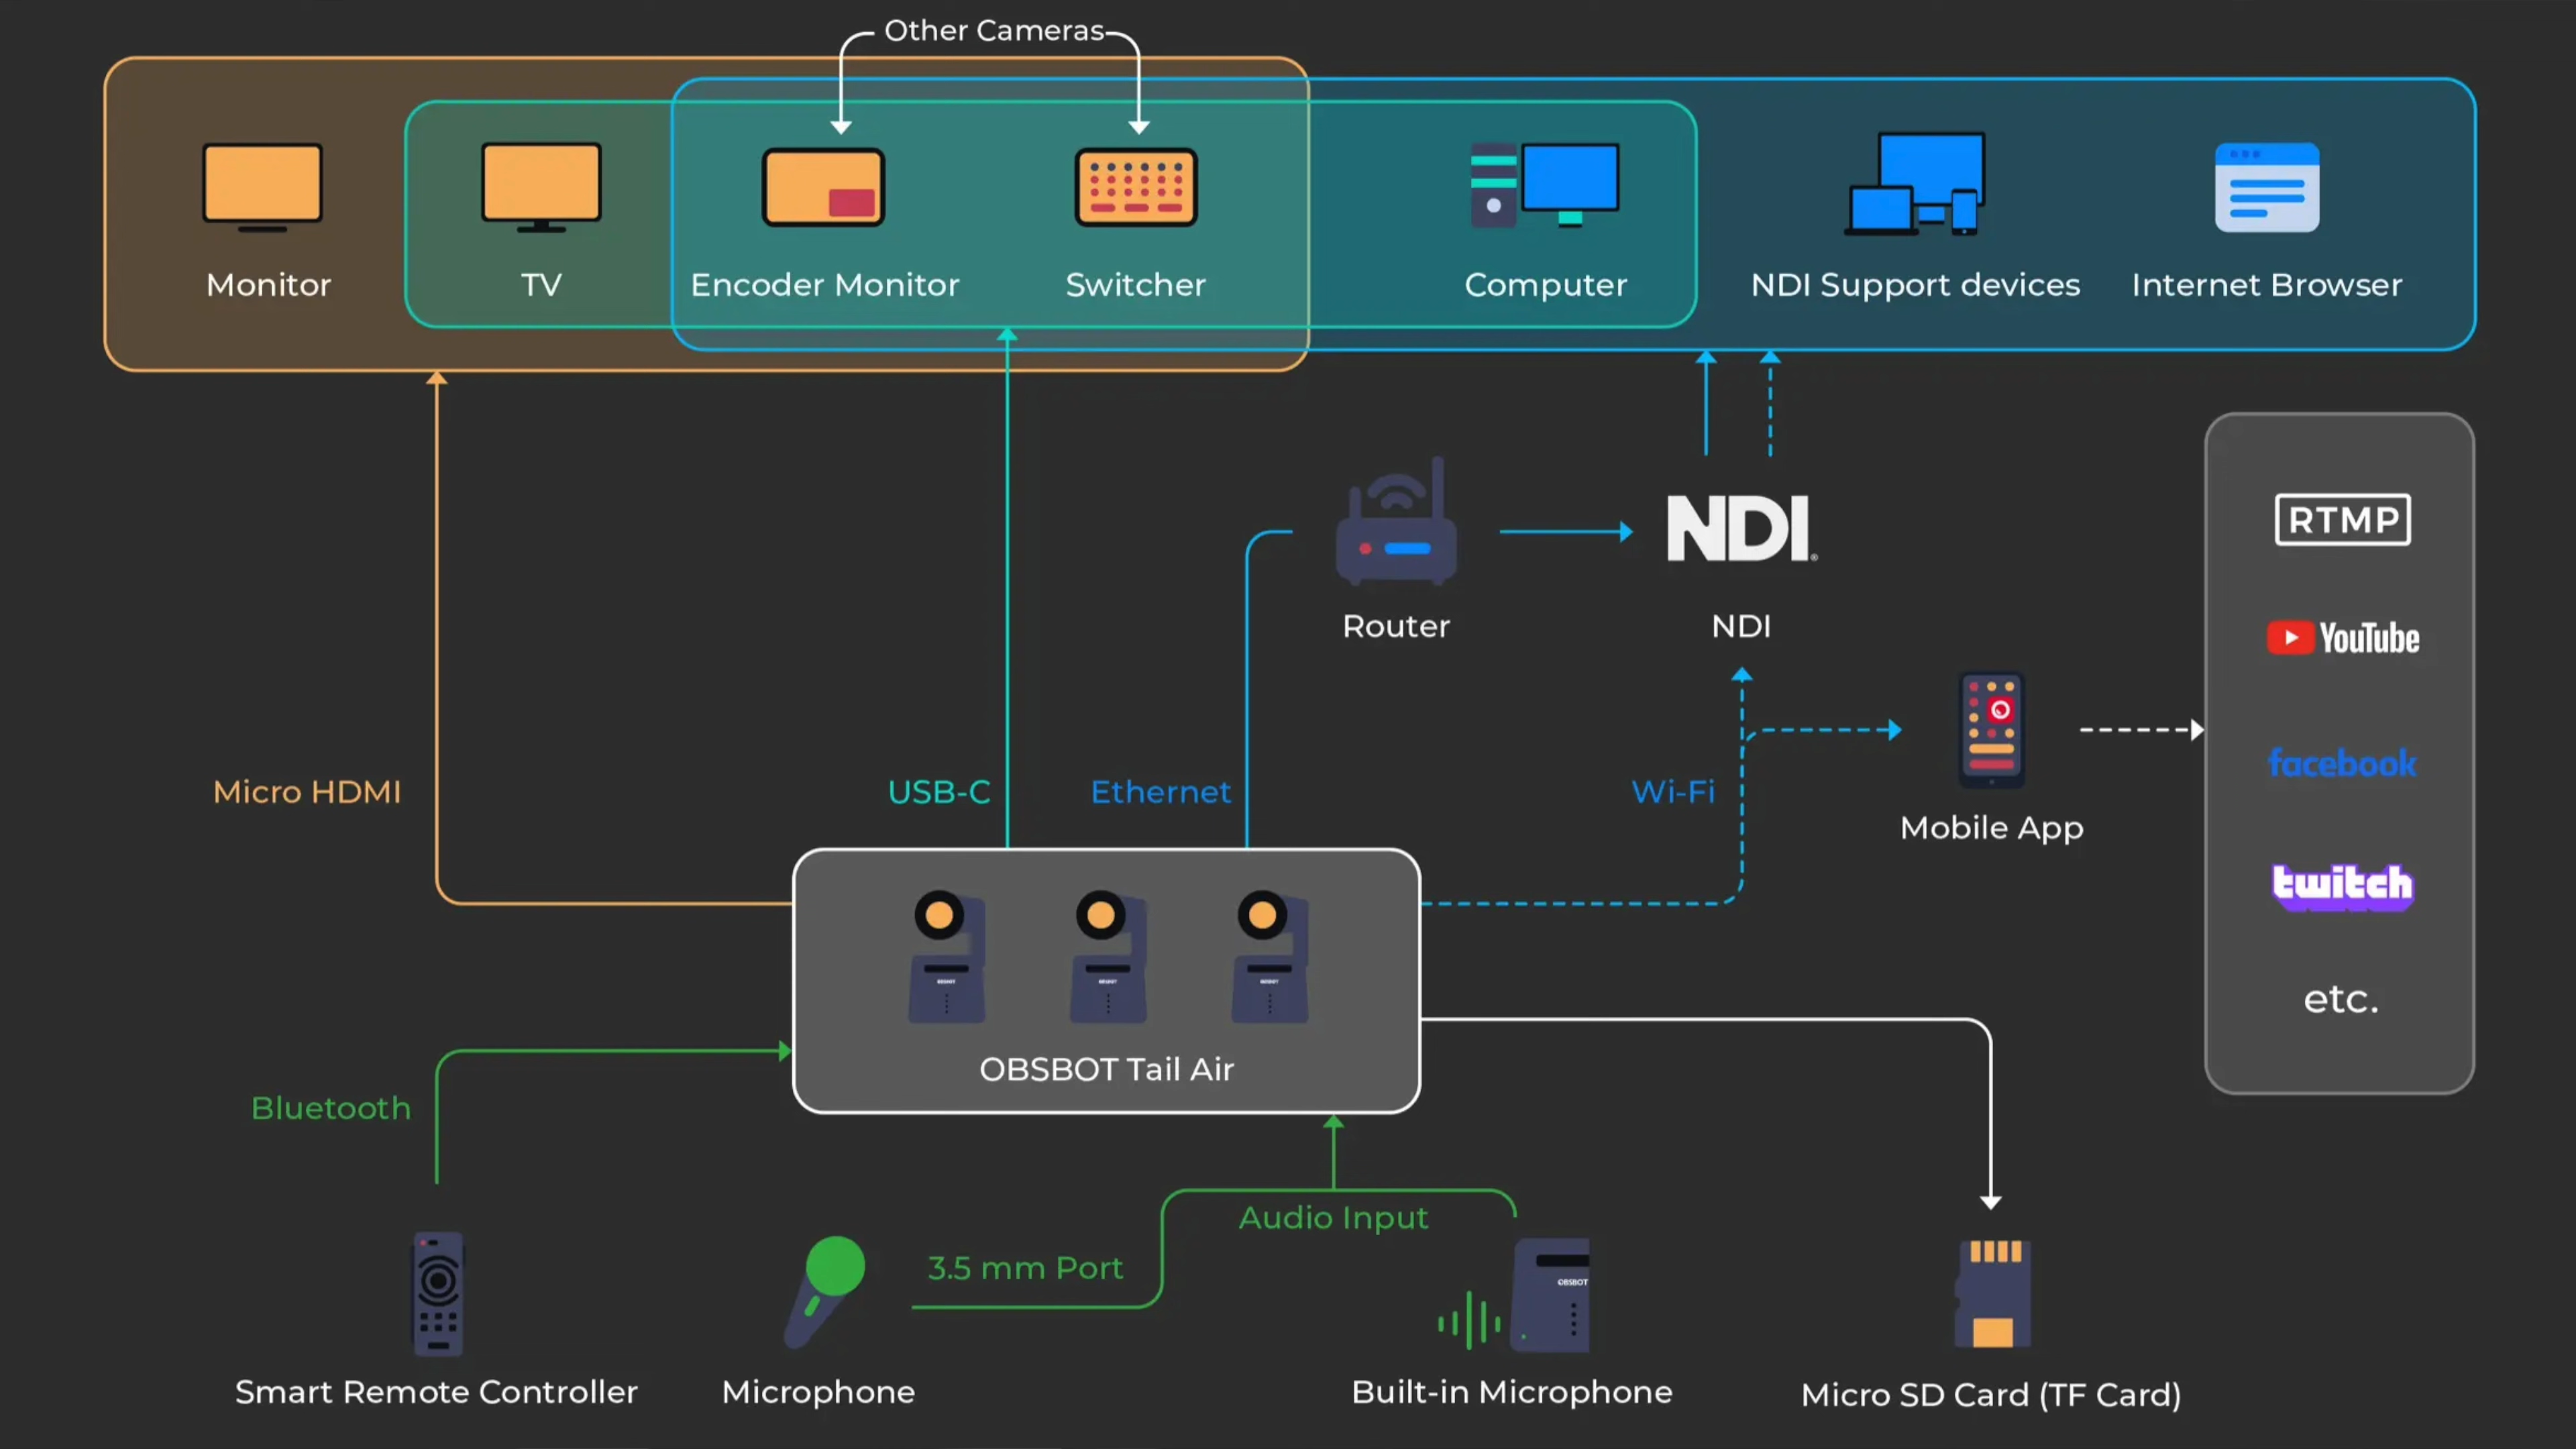 Other Cameras
Monitor
TV
Encoder Monitor
Switcher
Computer
NDI Support devices
Internet Browser
NDI®
Router
NDI
RTMP
YouTube
facebook
twitch
etc.
Mobile App
Micro HDMI
USB-C
Ethernet
Wi-Fi
OBSBOT Tail Air
Bluetooth
Audio Input
3.5 mm Port
OBSBOT
Smart Remote Controller
Microphone
Built-in Microphone
Micro SD Card (TF Card)